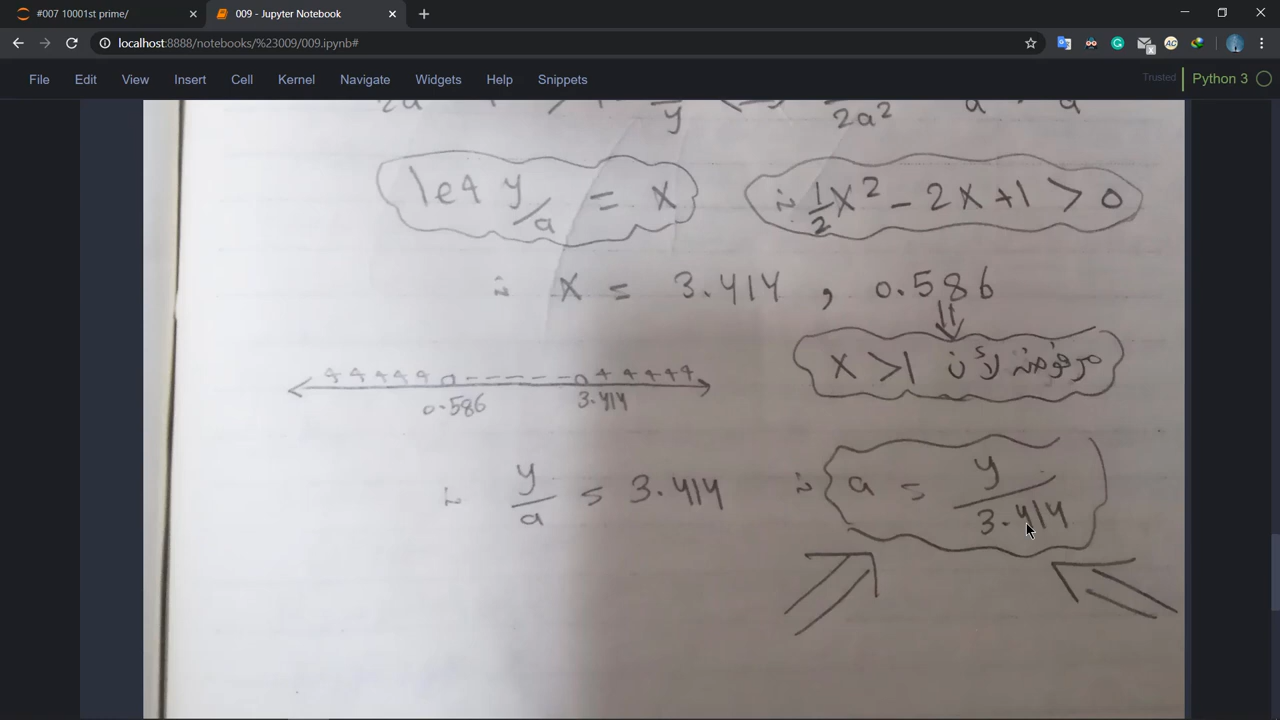 #007 10001st prime/
009 - Jupyter Notebook
localhost:8888/notebooks/%23009/009.ipynb#
File Edit View Insert Cell Kernel Navigate Widgets Help Snippets Trusted Python 3
y 2a² a a
let y/a = x ∴ 1/2 x² - 2x + 1 > 0
∴ x = 3.414 , 0.586
x > 1 مرفوضة لأن
+ + + + + - - - - - - + + + + + +
0.586 3.414
∴ y/a = 3.414 ∴ a = y/3.414